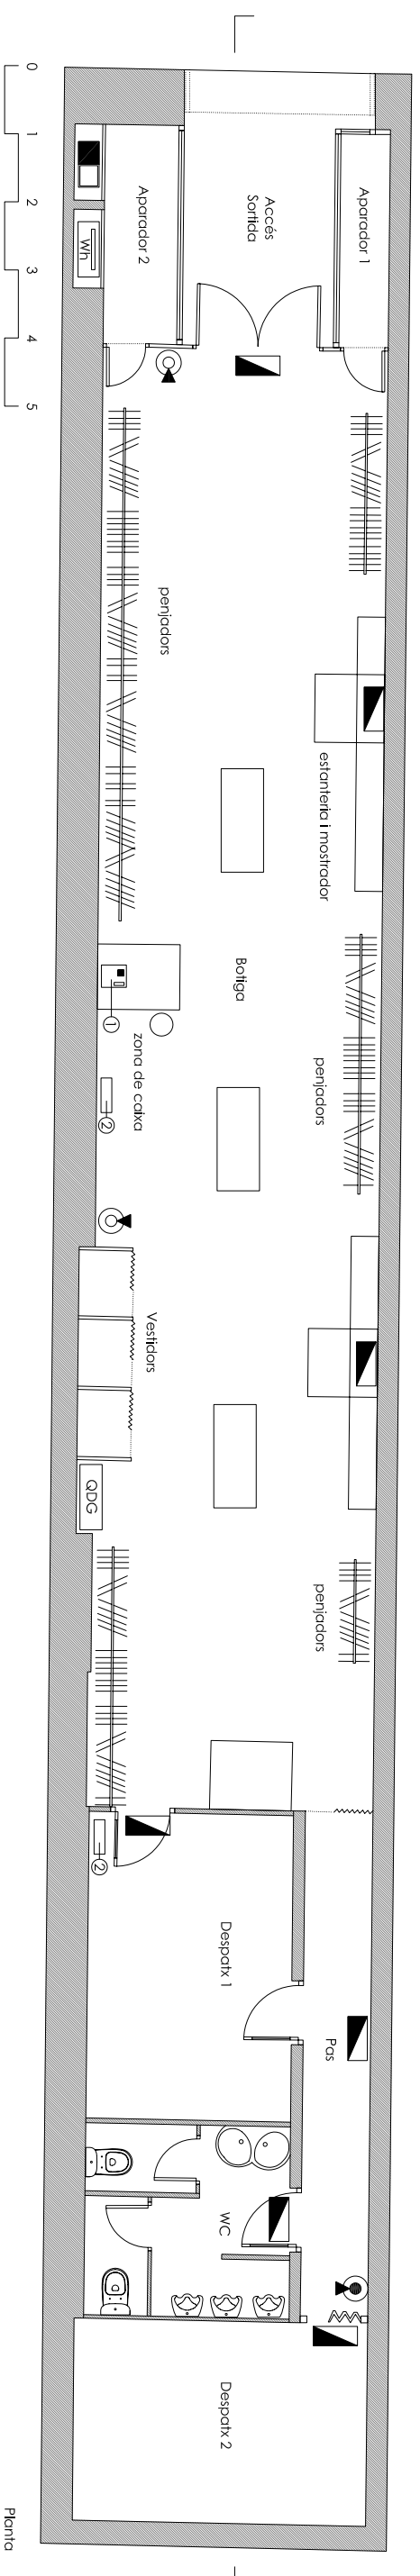 0
1
2
3
4
5
Aparador 1
Accés
Sortida
Aparador 2
Wh
penjadors
estanteria i mostrador
Botiga
1
zona de caixa
2
penjadors
Vestidors
QDG
penjadors
2
Despatx 1
Pas
WC
Despatx 2
Planta